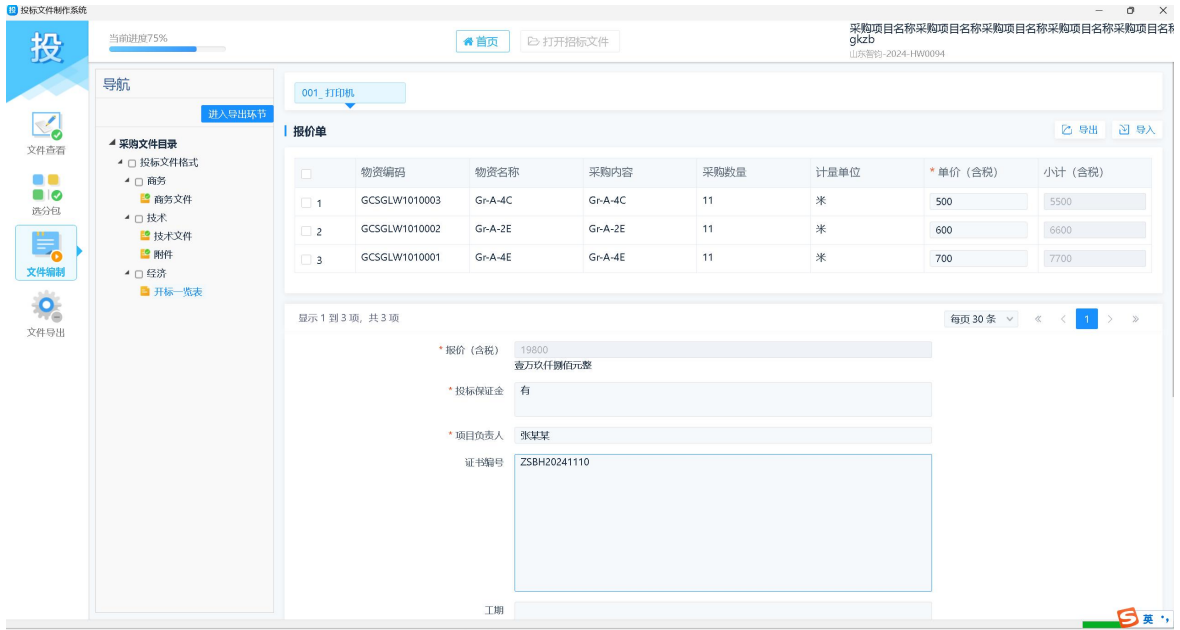 投 投标文件制作系统
投
当前进度75%
首页
打开招标文件
采购项目名称采购项目名称采购项目名称采购项目名称采购项目名
gkzb
山东智钧-2024-HW0094
文件查看
选分包
文件编制
文件导出
导航
进入导出环节
采购文件目录
投标文件格式
商务
商务文件
技术
技术文件
附件
经济
开标一览表
001_打印机
报价单
导出
导入
物资编码 物资名称 采购内容 采购数量 计量单位 * 单价（含税） 小计（含税）
1 GCSGLW1010003 Gr-A-4C Gr-A-4C 11 米 500 5500
2 GCSGLW1010002 Gr-A-2E Gr-A-2E 11 米 600 6600
3 GCSGLW1010001 Gr-A-4E Gr-A-4E 11 米 700 7700
显示 1 到 3 项，共 3 项
每页 30 条
« < 1 > »
* 报价（含税） 19800
壹万玖仟捌佰元整
* 投标保证金 有
* 项目负责人 张某某
证书编号 ZSBH20241110
工期
英